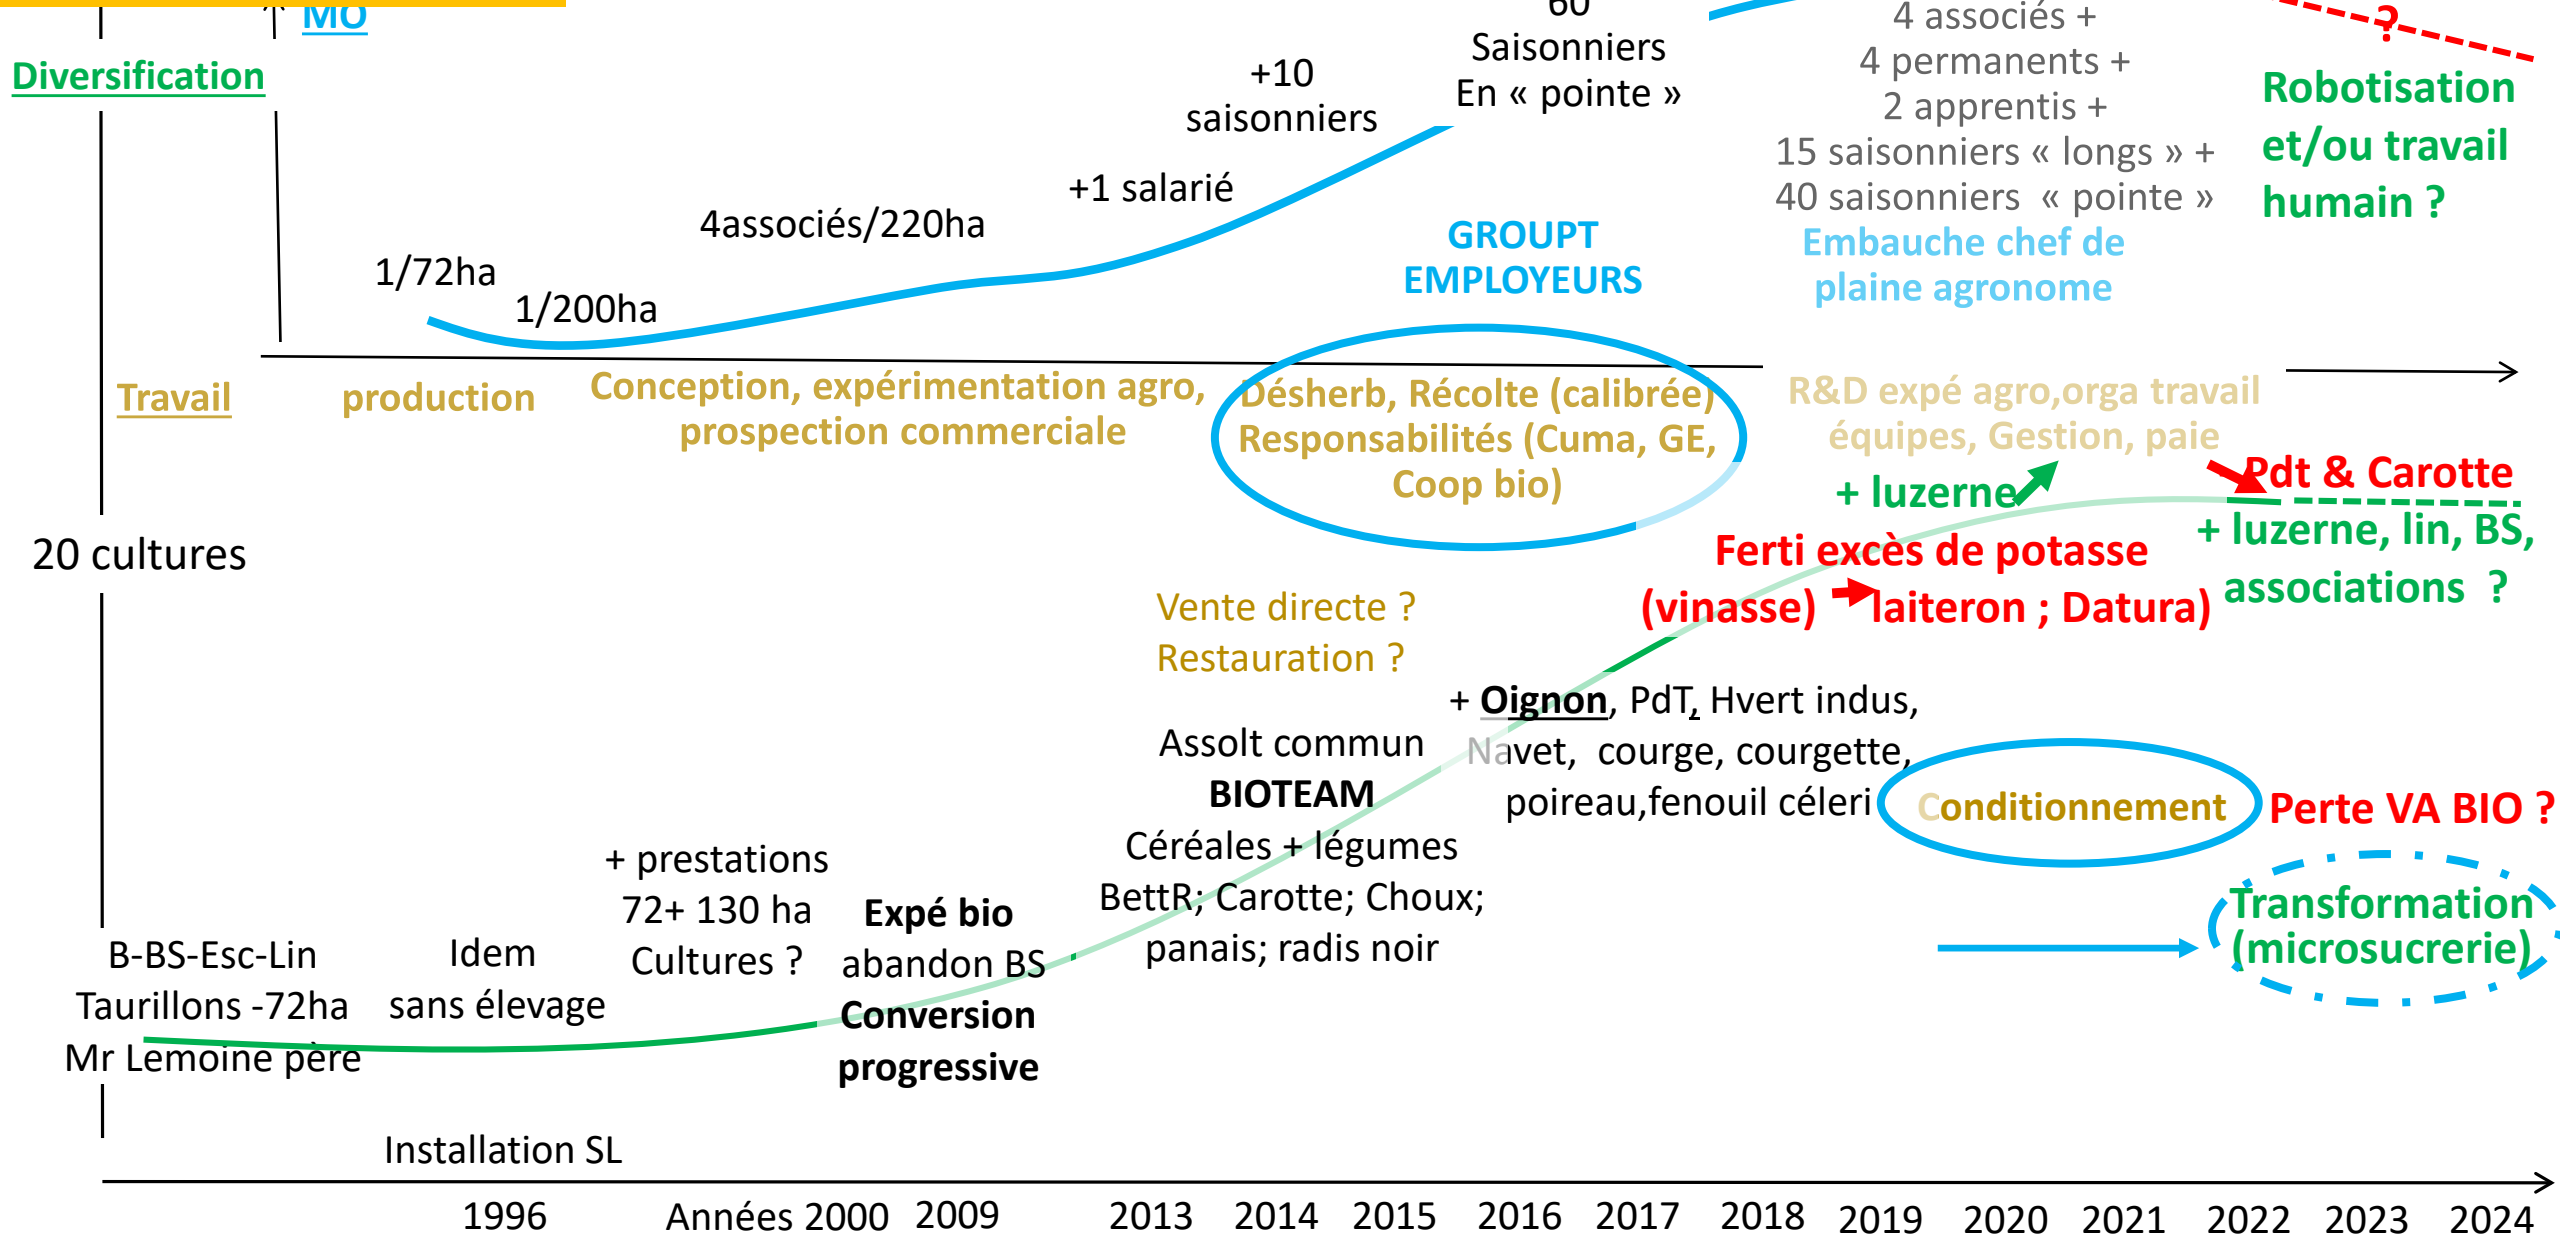 MO
Diversification
60
Saisonniers
En « pointe »
+10
saisonniers
+1 salarié
4associés/220ha
1/72ha
1/200ha
4 associés +
4 permanents +
2 apprentis +
15 saisonniers « longs » +
40 saisonniers « pointe »
Embauche chef de
plaine agronome
?
Robotisation
et/ou travail
humain ?
GROUPT
EMPLOYEURS
Travail
production
Conception, expérimentation agro,
prospection commerciale
Désherb, Récolte (calibrée)
Responsabilités (Cuma, GE,
Coop bio)
R&D expé agro,orga travail
équipes, Gestion, paie
+ luzerne
Pdt & Carotte
+ luzerne, lin, BS,
associations ?
Ferti excès de potasse
(vinasse) laiteron ; Datura)
20 cultures
Vente directe ?
Restauration ?
Assolt commun
BIOTEAM
Céréales + légumes
BettR; Carotte; Choux;
panais; radis noir
+ Oignon, PdT, Hvert indus,
Navet, courge, courgette,
poireau,fenouil céleri
Conditionnement
Perte VA BIO ?
Transformation
(microsucrerie)
B-BS-Esc-Lin
Taurillons -72ha
Mr Lemoine père
Idem
sans élevage
+ prestations
72+ 130 ha
Cultures ?
Expé bio
abandon BS
Conversion
progressive
Installation SL
1996 Années 2000 2009 2013 2014 2015 2016 2017 2018 2019 2020 2021 2022 2023 2024